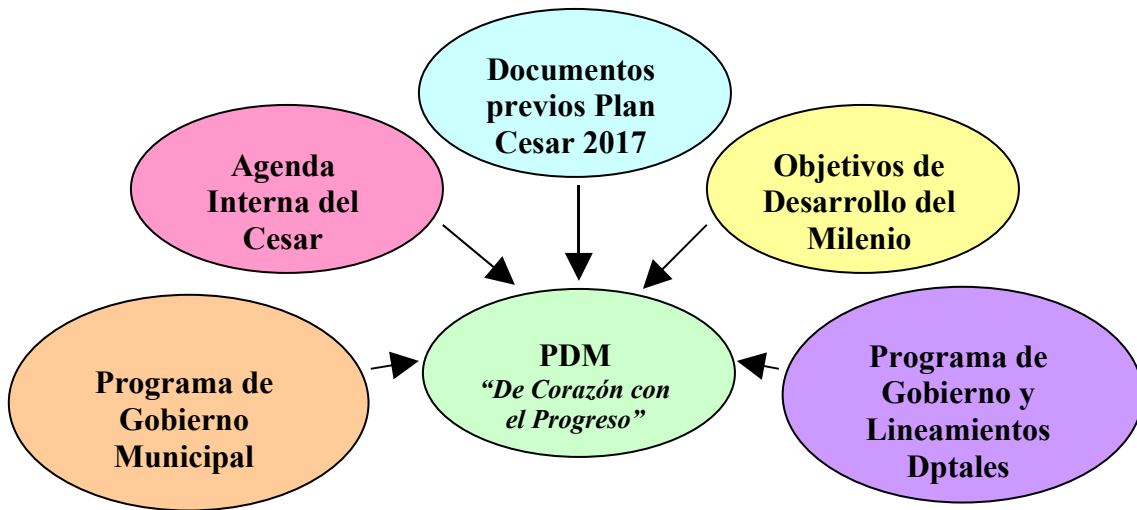 Documentos
previos Plan
Cesar 2017
Agenda
Interna del
Cesar
Objetivos de
Desarrollo del
Milenio
Programa de
Gobierno
Municipal
PDM
“De Corazón con
el Progreso”
Programa de
Gobierno y
Lineamientos
Dptales